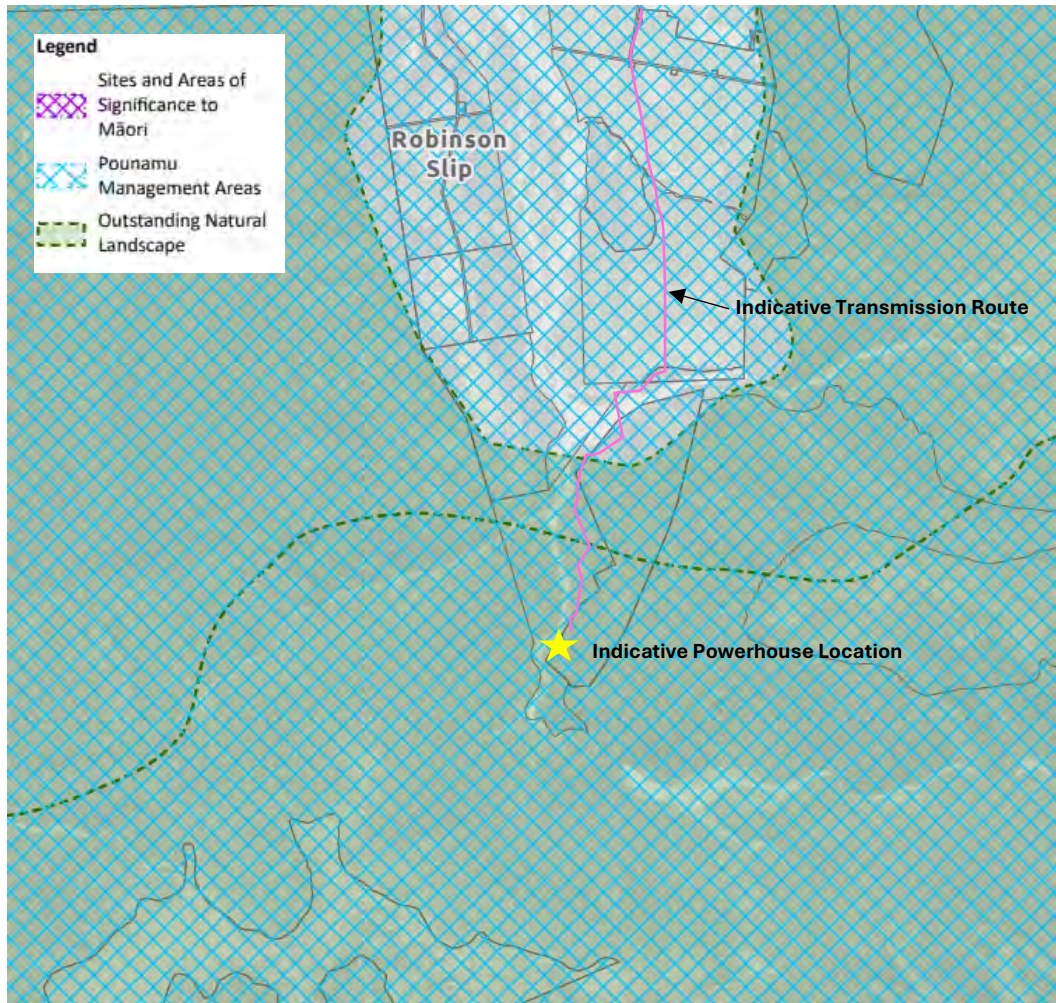 Legend
Sites and Areas of
Significance to
Māori
Pounamu
Management Areas
Outstanding Natural
Landscape
Robinson
Slip
Indicative Transmission Route
Indicative Powerhouse Location